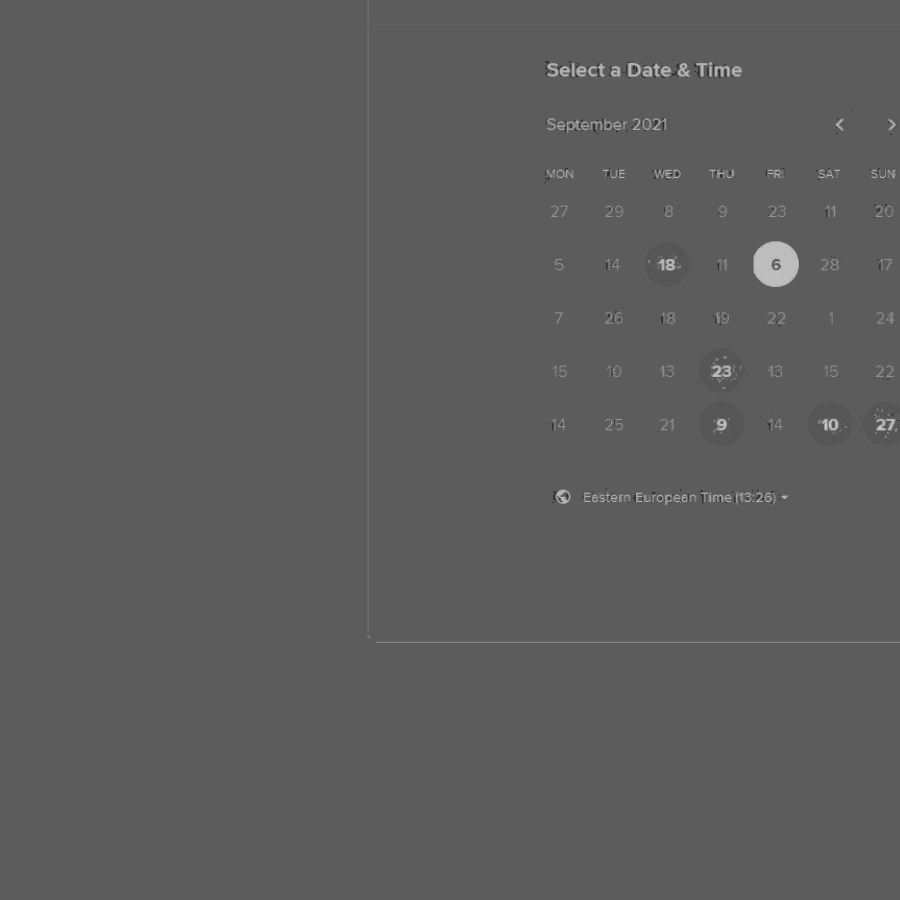 Select a Date & Time
September 2021
MON TUE WED THU FRI SAT SUN
27 29 8 9 23 11 20
5 14 18 11 6 28 17
7 26 18 19 22 1 24
15 10 13 23 13 15 22
14 25 21 9 14 10 27
Eastern European Time (13:26)